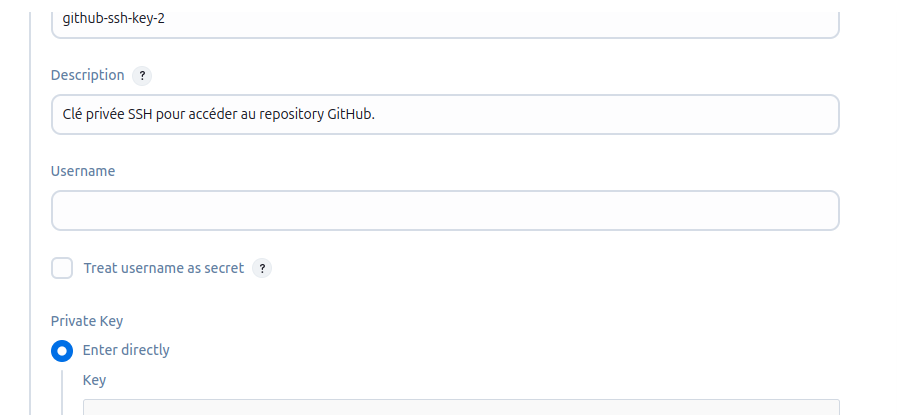 github-ssh-key-2
Description ?
Clé privée SSH pour accéder au repository GitHub.
Username
Treat username as secret ?
Private Key
Enter directly
Key